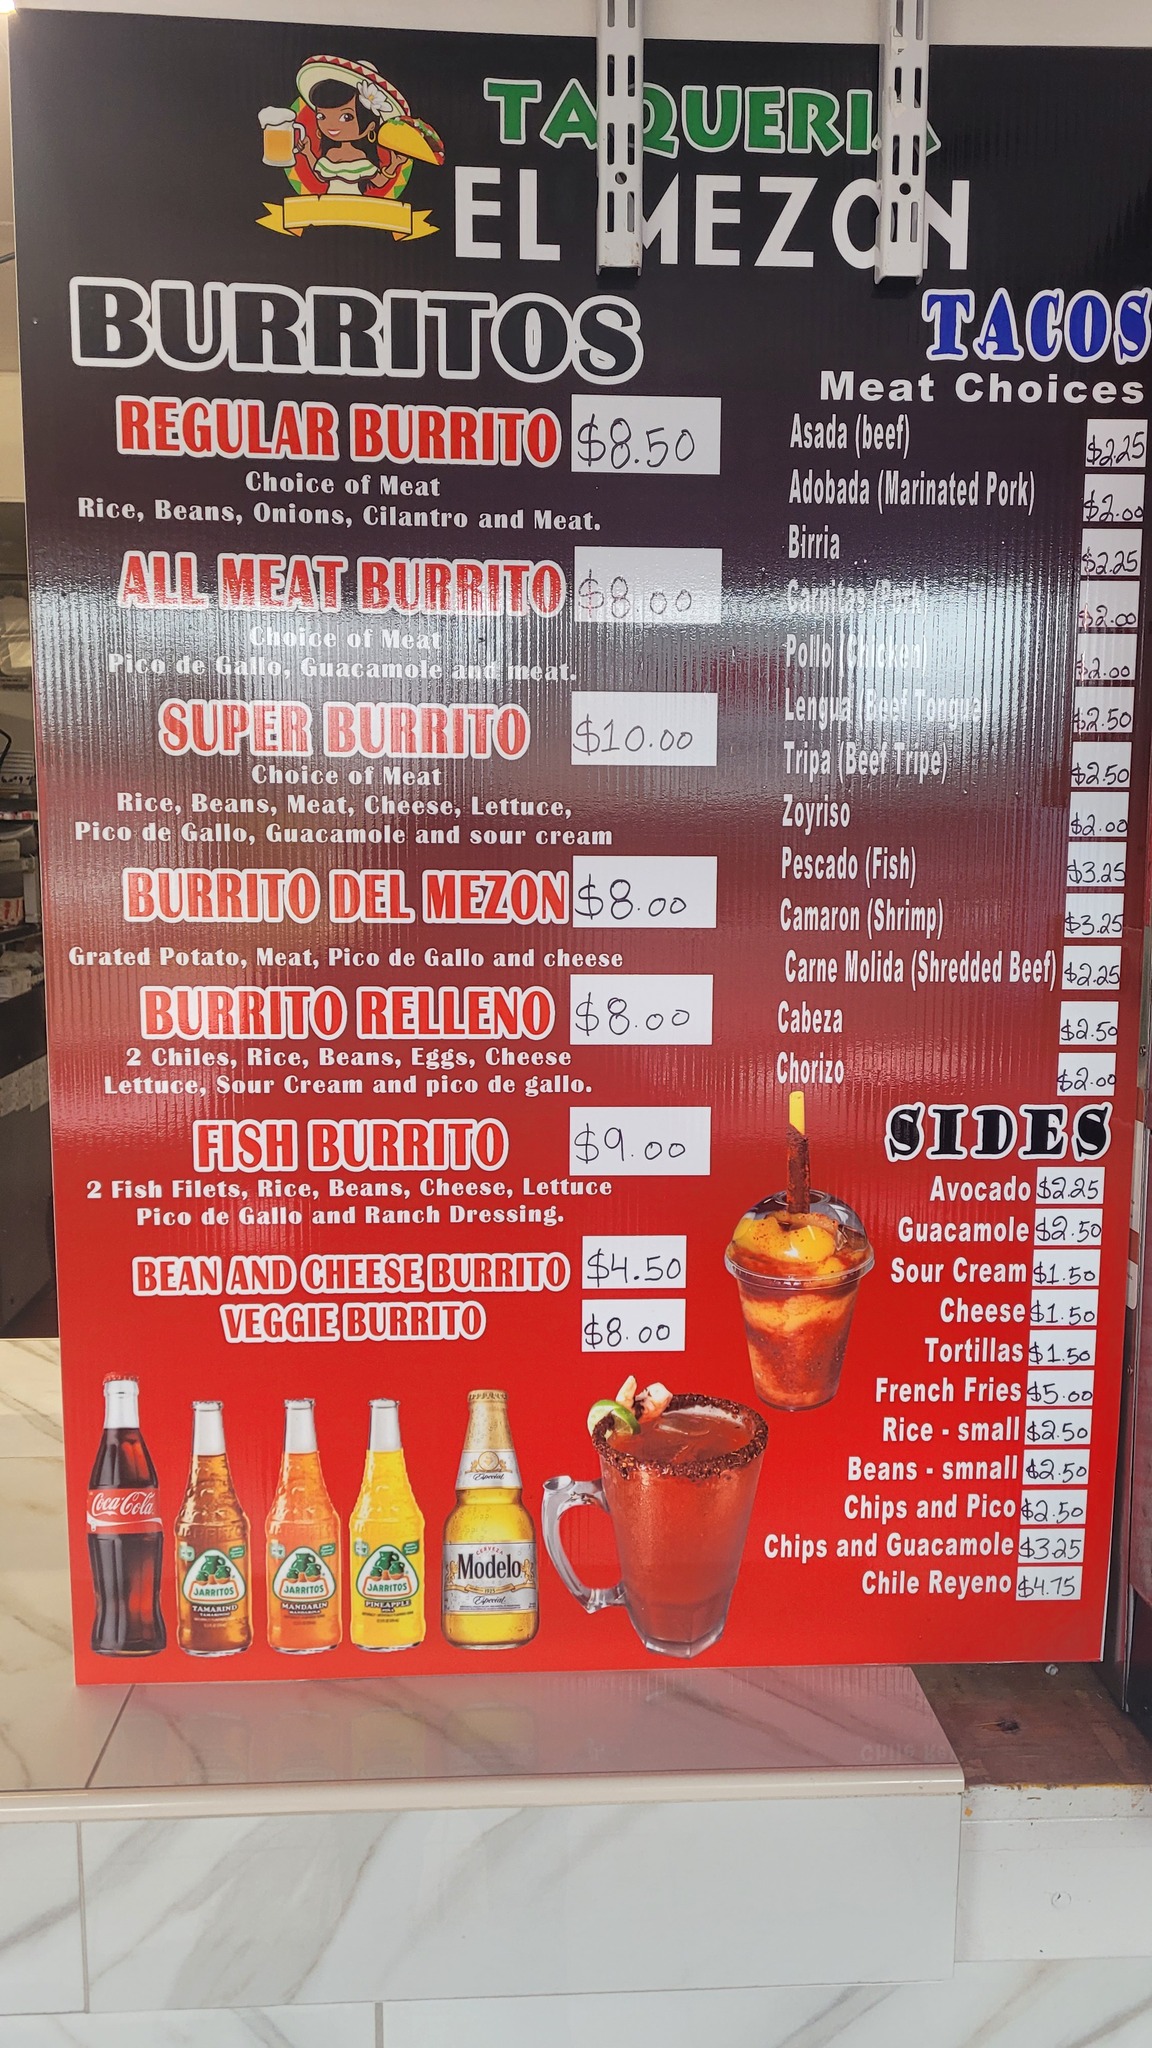 TAQUERIA
EL MEZON
BURRITOS
REGULAR BURRITO $8.50
Choice of Meat
Rice, Beans, Onions, Cilantro and Meat.
ALL MEAT BURRITO $8.00
Choice of Meat
Pico de Gallo, Guacamole and meat.
SUPER BURRITO $10.00
Choice of Meat
Rice, Beans, Meat, Cheese, Lettuce,
Pico de Gallo, Guacamole and sour cream
BURRITO DEL MEZON $8.00
Grated Potato, Meat, Pico de Gallo and cheese
BURRITO RELLENO $8.00
2 Chiles, Rice, Beans, Eggs, Cheese
Lettuce, Sour Cream and pico de gallo.
FISH BURRITO $9.00
2 Fish Filets, Rice, Beans, Cheese, Lettuce
Pico de Gallo and Ranch Dressing.
BEAN AND CHEESE BURRITO $4.50
VEGGIE BURRITO $8.00
TACOS
Meat Choices
Asada (beef) $2.25
Adobada (Marinated Pork) $2.00
Birria $2.25
Carnitas (Pork) $2.00
Pollo (Chicken) $2.00
Lengua (Beef Tongue) $2.50
Tripa (Beef Tripe) $2.50
Zoyriso $2.00
Pescado (Fish) $3.25
Camaron (Shrimp) $3.25
Carne Molida (Shredded Beef) $2.25
Cabeza $2.50
Chorizo $2.00
SIDES
Avocado $2.25
Guacamole $2.50
Sour Cream $1.50
Cheese $1.50
Tortillas $1.50
French Fries $5.00
Rice - small $2.50
Beans - smnall $2.50
Chips and Pico $2.50
Chips and Guacamole $3.25
Chile Reyeno $4.75
Coca-Cola
JARRITOS
TAMARIND
JARRITOS
MANDARIN
JARRITOS
PINEAPPLE
Especial
CERVEZA
Modelo
1925
Especial